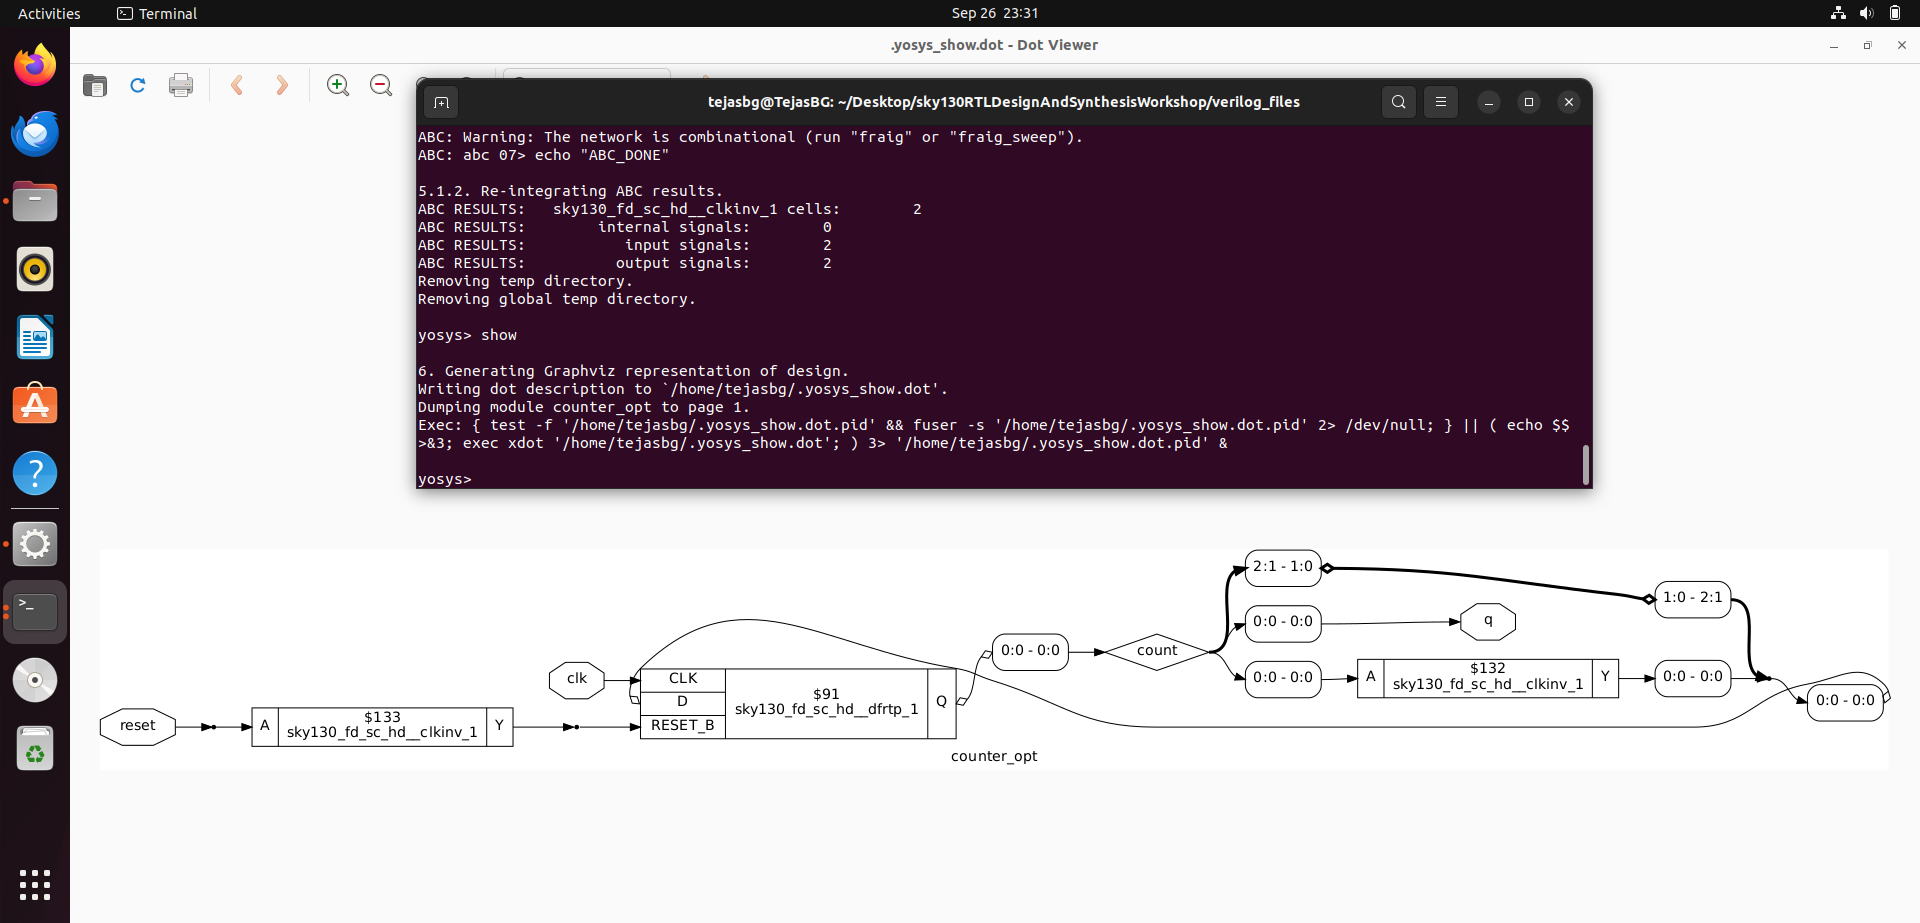 Activities
Terminal
Sep 26 23:31
.yosys_show.dot - Dot Viewer
tejasbg@TejasBG: ~/Desktop/sky130RTLDesignAndSynthesisWorkshop/verilog_files
ABC: Warning: The network is combinational (run "fraig" or "fraig_sweep").
ABC: abc 07> echo "ABC_DONE"
5.1.2. Re-integrating ABC results.
ABC RESULTS:   sky130_fd_sc_hd__clkinv_1 cells:        2
ABC RESULTS:        internal signals:        0
ABC RESULTS:           input signals:        2
ABC RESULTS:          output signals:        2
Removing temp directory.
Removing global temp directory.
yosys> show
6. Generating Graphviz representation of design.
Writing dot description to `/home/tejasbg/.yosys_show.dot'.
Dumping module counter_opt to page 1.
Exec: { test -f '/home/tejasbg/.yosys_show.dot.pid' && fuser -s '/home/tejasbg/.yosys_show.dot.pid' 2> /dev/null; } || ( echo $$
>&3; exec xdot '/home/tejasbg/.yosys_show.dot'; ) 3> '/home/tejasbg/.yosys_show.dot.pid' &
yosys>
2:1 - 1:0
1:0 - 2:1
0:0 - 0:0
q
0:0 - 0:0
count
0:0 - 0:0
A
$132
sky130_fd_sc_hd__clkinv_1
Y
0:0 - 0:0
0:0 - 0:0
clk
CLK
D
RESET_B
$91
sky130_fd_sc_hd__dfrtp_1
Q
reset
A
$133
sky130_fd_sc_hd__clkinv_1
Y
counter_opt